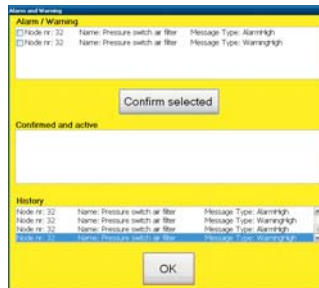 Alarm and Warning
Alarm / Warning
Node nr: 32 Name: Pressure switch air filter Message Type: AlarmHigh
Node nr: 32 Name: Pressure switch air filter Message Type: WarningHigh
Confirm selected
Confirmed and active
History
Node nr: 32 Name: Pressure switch air filter Message Type: AlarmHigh
Node nr: 32 Name: Pressure switch air filter Message Type: WarningHigh
Node nr: 32 Name: Pressure switch air filter Message Type: AlarmHigh
Node nr: 32 Name: Pressure switch air filter Message Type: WarningHigh
OK